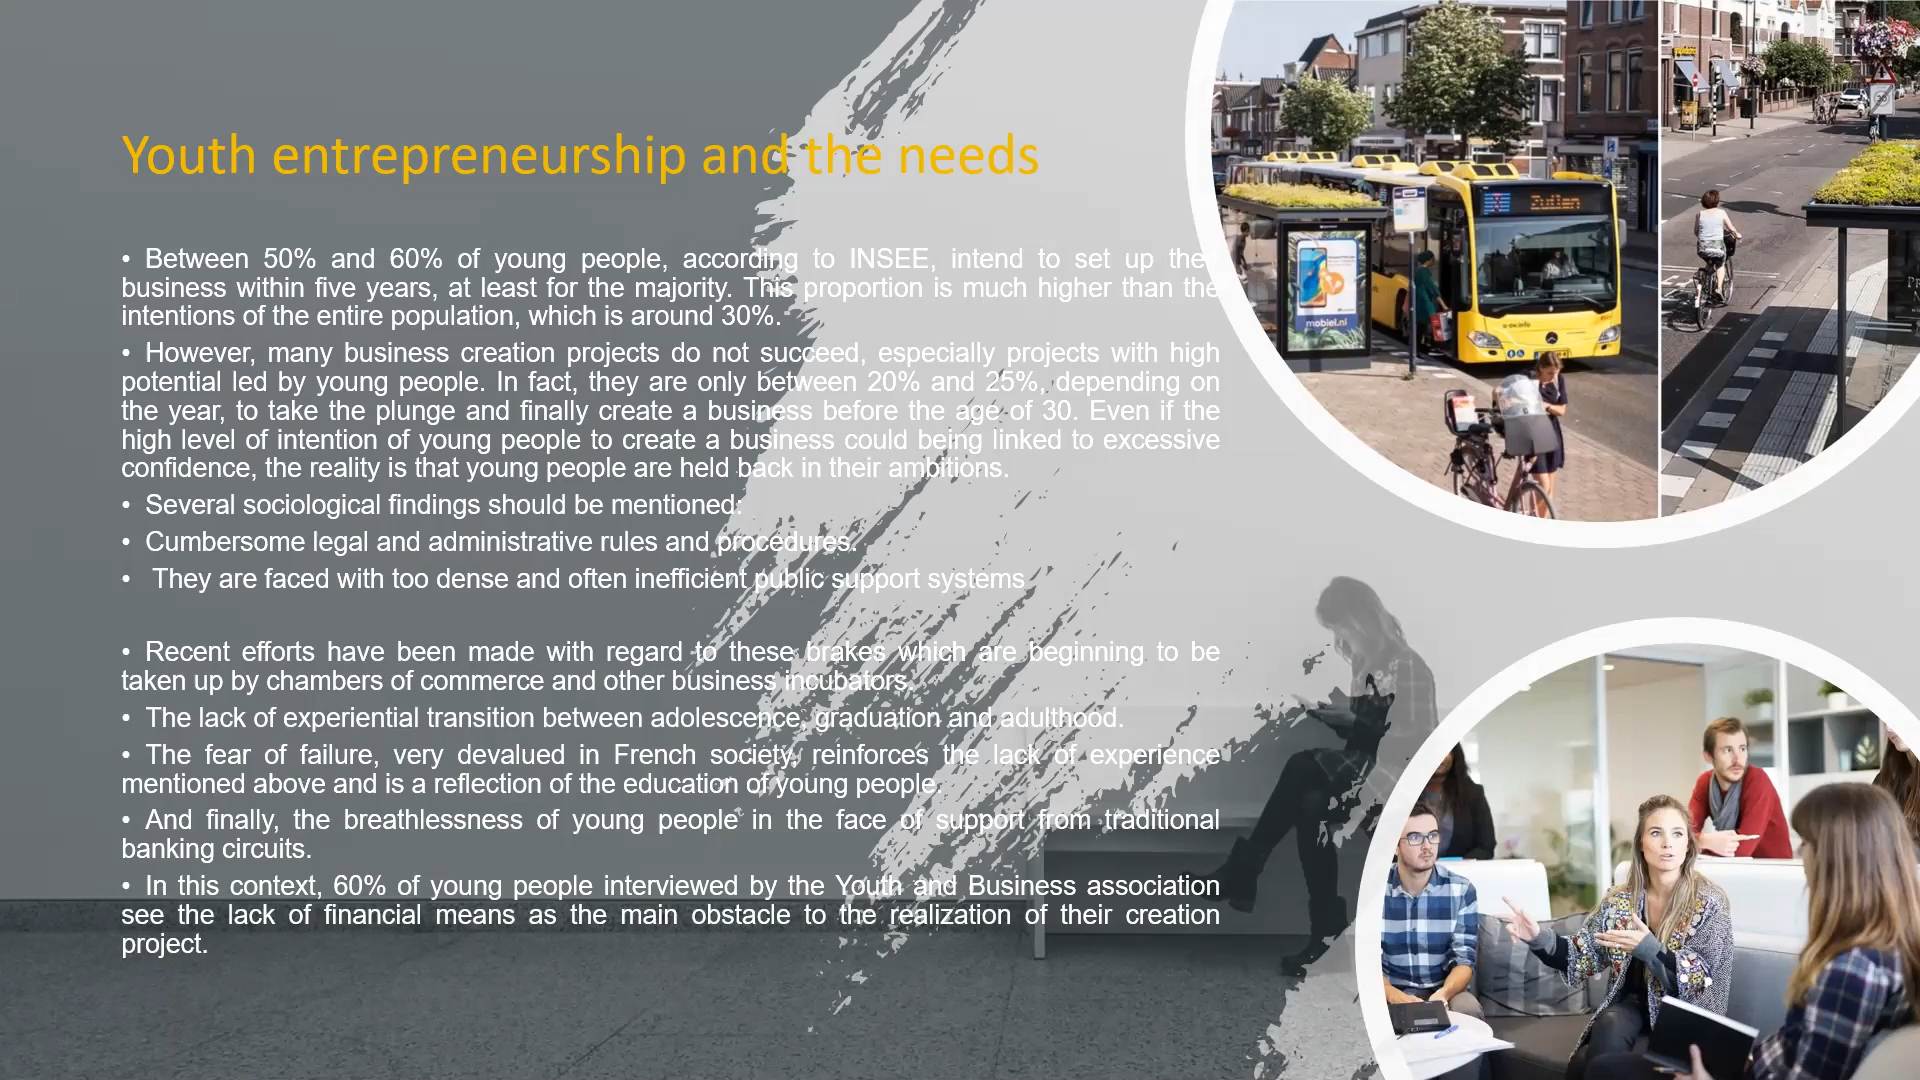 Youth entrepreneurship and the needs
• Between 50% and 60% of young people, according to INSEE, intend to set up their
business within five years, at least for the majority. This proportion is much higher than the
intentions of the entire population, which is around 30%.
• However, many business creation projects do not succeed, especially projects with high
potential led by young people. In fact, they are only between 20% and 25%, depending on
the year, to take the plunge and finally create a business before the age of 30. Even if the
high level of intention of young people to create a business could being linked to excessive
confidence, the reality is that young people are held back in their ambitions.
• Several sociological findings should be mentioned:
• Cumbersome legal and administrative rules and procedures.
• They are faced with too dense and often inefficient public support systems
• Recent efforts have been made with regard to these brakes which are beginning to be
taken up by chambers of commerce and other business incubators.
• The lack of experiential transition between adolescence, graduation and adulthood.
• The fear of failure, very devalued in French society, reinforces the lack of experience
mentioned above and is a reflection of the education of young people.
• And finally, the breathlessness of young people in the face of support from traditional
banking circuits.
• In this context, 60% of young people interviewed by the Youth and Business association
see the lack of financial means as the main obstacle to the realization of their creation
project.
Zuilen
mobiel.nl
u-ov.info